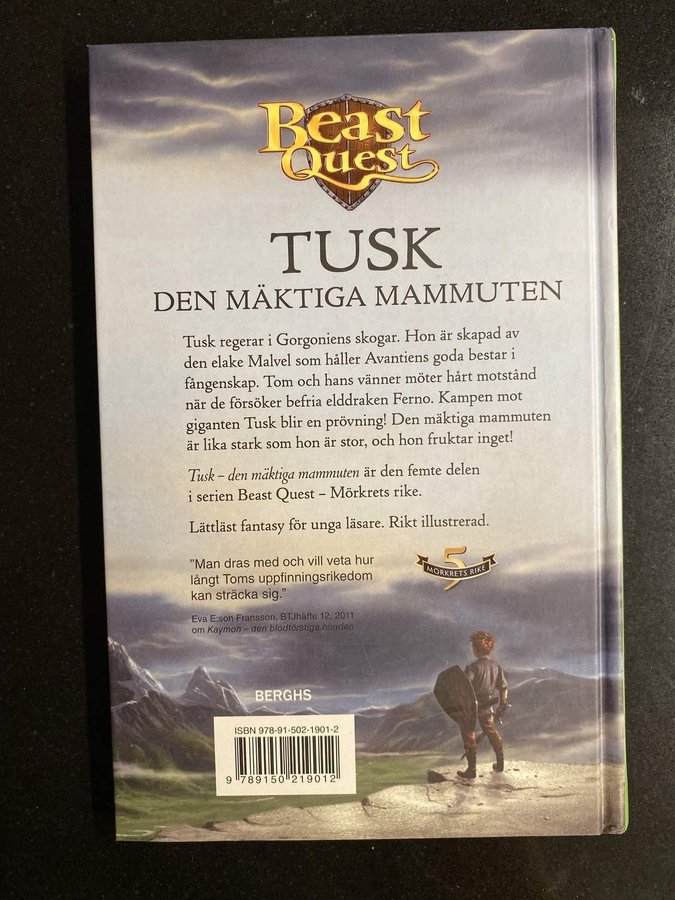 Beast
Quest
TUSK
DEN MÄKTIGA MAMMUTEN
Tusk regerar i Gorgoniens skogar. Hon är skapad av
den elake Malvel som håller Avantiens goda bestar i
fångenskap. Tom och hans vänner möter hårt motstånd
när de försöker befria elddraken Ferno. Kampen mot
giganten Tusk blir en prövning! Den mäktiga mammuten
är lika stark som hon är stor, och hon fruktar inget!
Tusk – den mäktiga mammuten är den femte delen
i serien Beast Quest – Mörkrets rike.
Lättläst fantasy för unga läsare. Rikt illustrerad.
"Man dras med och vill veta hur
långt Toms uppfinningsrikedom
kan sträcka sig."
Eva E:son Fransson, BTJhäfte 12, 2011
om Kaymon – den blodtörstiga hunden
5
MÖRKRETS RIKE
BERGHS
ISBN 978-91-502-1901-2
9 789150 219012